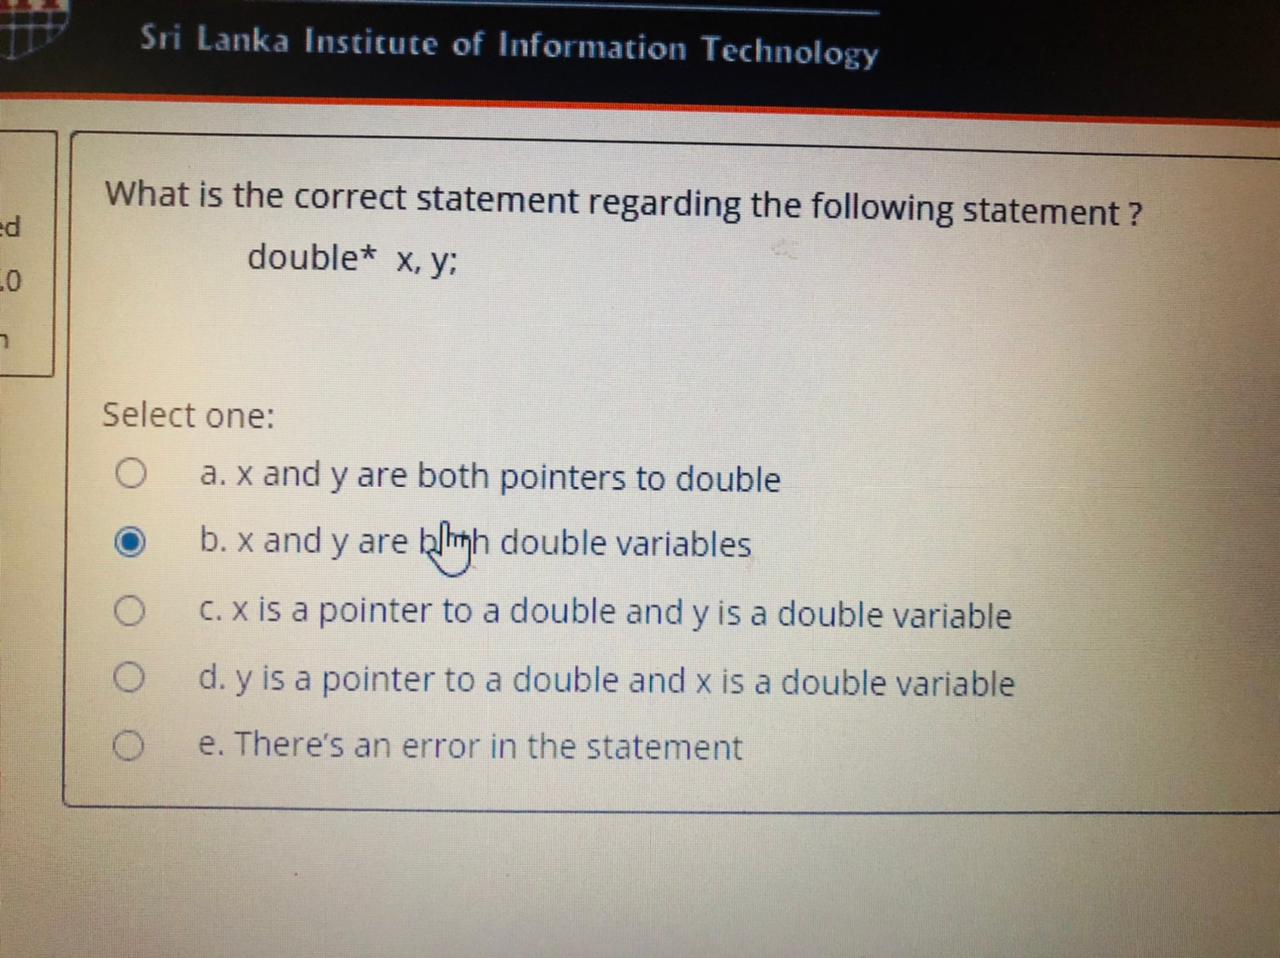 Sri Lanka Institute of Information Technology
ed
.0
What is the correct statement regarding the following statement ?
double* x, y;
Select one:
a. x and y are both pointers to double
b. x and y are both double variables
c. x is a pointer to a double and y is a double variable
d. y is a pointer to a double and x is a double variable
e. There's an error in the statement